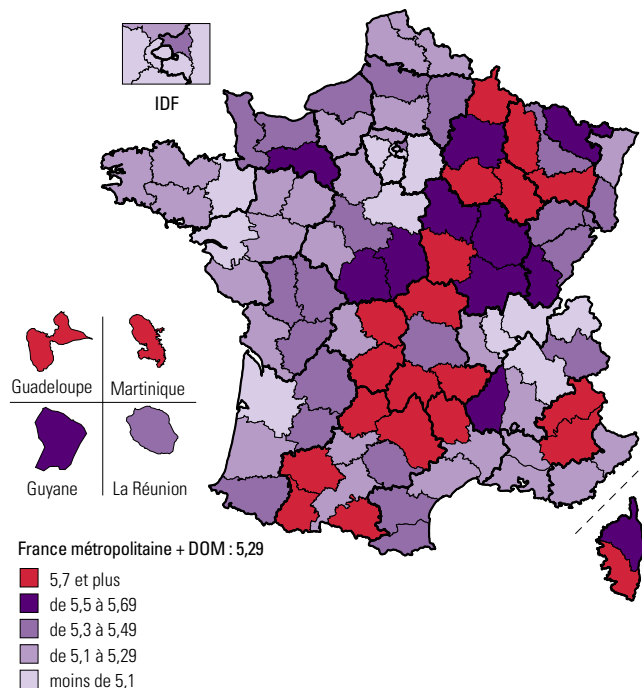 IDF
Guadeloupe
Martinique
Guyane
La Réunion
France métropolitaine + DOM : 5,29
5,7 et plus
de 5,5 à 5,69
de 5,3 à 5,49
de 5,1 à 5,29
moins de 5,1